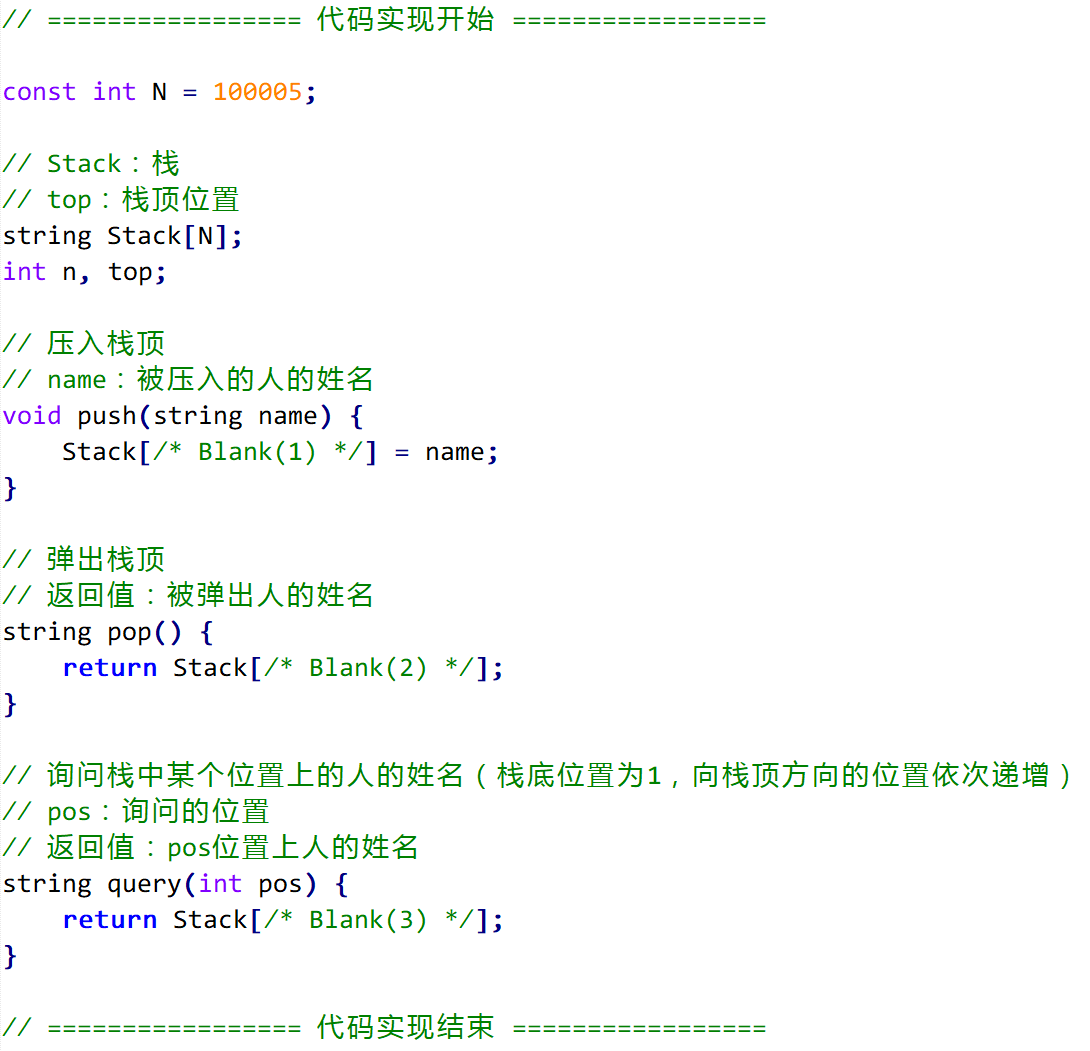 // ================= 代码实现开始 =================
const int N = 100005;
// Stack：栈
// top：栈顶位置
string Stack[N];
int n, top;
// 压入栈顶
// name：被压入的人的姓名
void push(string name) {
    Stack[/* Blank(1) */] = name;
}
// 弹出栈顶
// 返回值：被弹出人的姓名
string pop() {
    return Stack[/* Blank(2) */];
}
// 询问栈中某个位置上的人的姓名（栈底位置为1，向栈顶方向的位置依次递增）
// pos：询问的位置
// 返回值：pos位置上人的姓名
string query(int pos) {
    return Stack[/* Blank(3) */];
}
// ================= 代码实现结束 =================